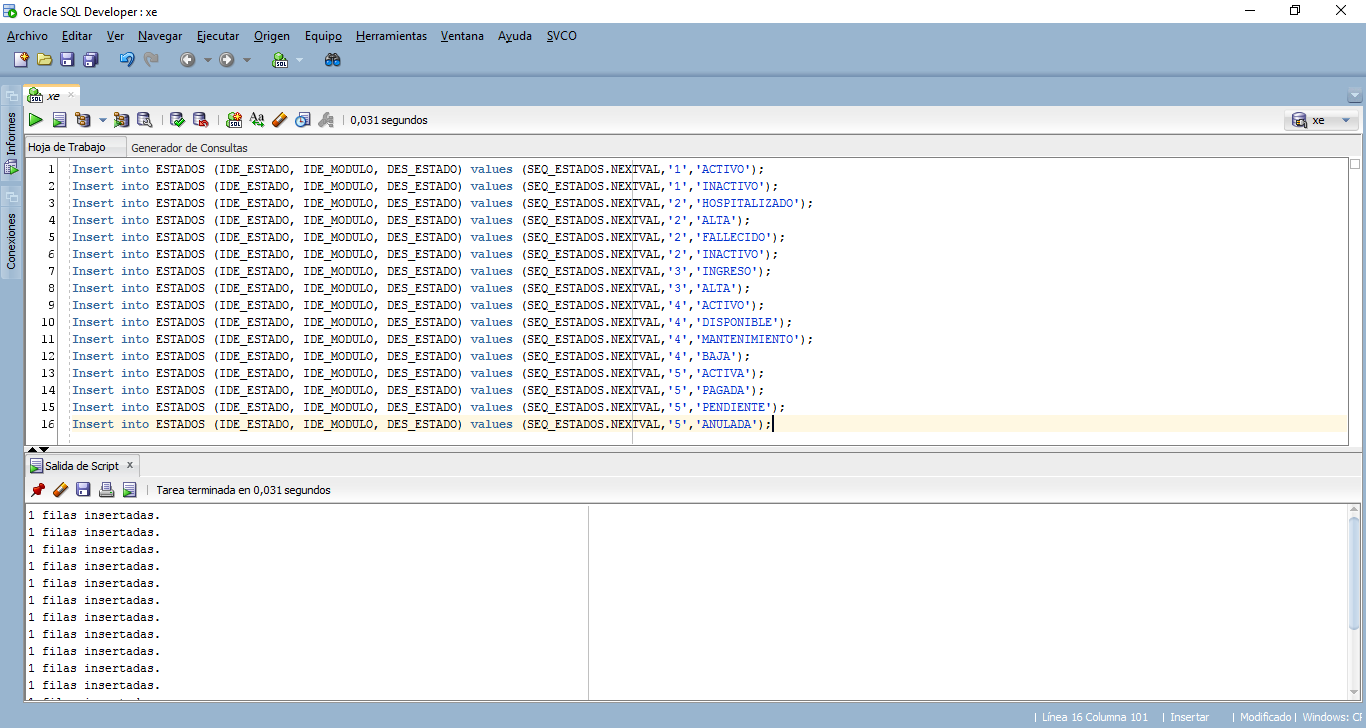 Oracle SQL Developer : xe
Archivo Editar Ver Navegar Ejecutar Origen Equipo Herramientas Ventana Ayuda SVCO
xe
0,031 segundos
xe
Informes
Conexiones
Hoja de Trabajo Generador de Consultas
1 Insert into ESTADOS (IDE_ESTADO, IDE_MODULO, DES_ESTADO) values (SEQ_ESTADOS.NEXTVAL,'1','ACTIVO');
2 Insert into ESTADOS (IDE_ESTADO, IDE_MODULO, DES_ESTADO) values (SEQ_ESTADOS.NEXTVAL,'1','INACTIVO');
3 Insert into ESTADOS (IDE_ESTADO, IDE_MODULO, DES_ESTADO) values (SEQ_ESTADOS.NEXTVAL,'2','HOSPITALIZADO');
4 Insert into ESTADOS (IDE_ESTADO, IDE_MODULO, DES_ESTADO) values (SEQ_ESTADOS.NEXTVAL,'2','ALTA');
5 Insert into ESTADOS (IDE_ESTADO, IDE_MODULO, DES_ESTADO) values (SEQ_ESTADOS.NEXTVAL,'2','FALLECIDO');
6 Insert into ESTADOS (IDE_ESTADO, IDE_MODULO, DES_ESTADO) values (SEQ_ESTADOS.NEXTVAL,'2','INACTIVO');
7 Insert into ESTADOS (IDE_ESTADO, IDE_MODULO, DES_ESTADO) values (SEQ_ESTADOS.NEXTVAL,'3','INGRESO');
8 Insert into ESTADOS (IDE_ESTADO, IDE_MODULO, DES_ESTADO) values (SEQ_ESTADOS.NEXTVAL,'3','ALTA');
9 Insert into ESTADOS (IDE_ESTADO, IDE_MODULO, DES_ESTADO) values (SEQ_ESTADOS.NEXTVAL,'4','ACTIVO');
10 Insert into ESTADOS (IDE_ESTADO, IDE_MODULO, DES_ESTADO) values (SEQ_ESTADOS.NEXTVAL,'4','DISPONIBLE');
11 Insert into ESTADOS (IDE_ESTADO, IDE_MODULO, DES_ESTADO) values (SEQ_ESTADOS.NEXTVAL,'4','MANTENIMIENTO');
12 Insert into ESTADOS (IDE_ESTADO, IDE_MODULO, DES_ESTADO) values (SEQ_ESTADOS.NEXTVAL,'4','BAJA');
13 Insert into ESTADOS (IDE_ESTADO, IDE_MODULO, DES_ESTADO) values (SEQ_ESTADOS.NEXTVAL,'5','ACTIVA');
14 Insert into ESTADOS (IDE_ESTADO, IDE_MODULO, DES_ESTADO) values (SEQ_ESTADOS.NEXTVAL,'5','PAGADA');
15 Insert into ESTADOS (IDE_ESTADO, IDE_MODULO, DES_ESTADO) values (SEQ_ESTADOS.NEXTVAL,'5','PENDIENTE');
16 Insert into ESTADOS (IDE_ESTADO, IDE_MODULO, DES_ESTADO) values (SEQ_ESTADOS.NEXTVAL,'5','ANULADA');
Salida de Script x
Tarea terminada en 0,031 segundos
1 filas insertadas.
1 filas insertadas.
1 filas insertadas.
1 filas insertadas.
1 filas insertadas.
1 filas insertadas.
1 filas insertadas.
1 filas insertadas.
1 filas insertadas.
1 filas insertadas.
1 filas insertadas.
Línea 16 Columna 101 | Insertar | Modificado | Windows: